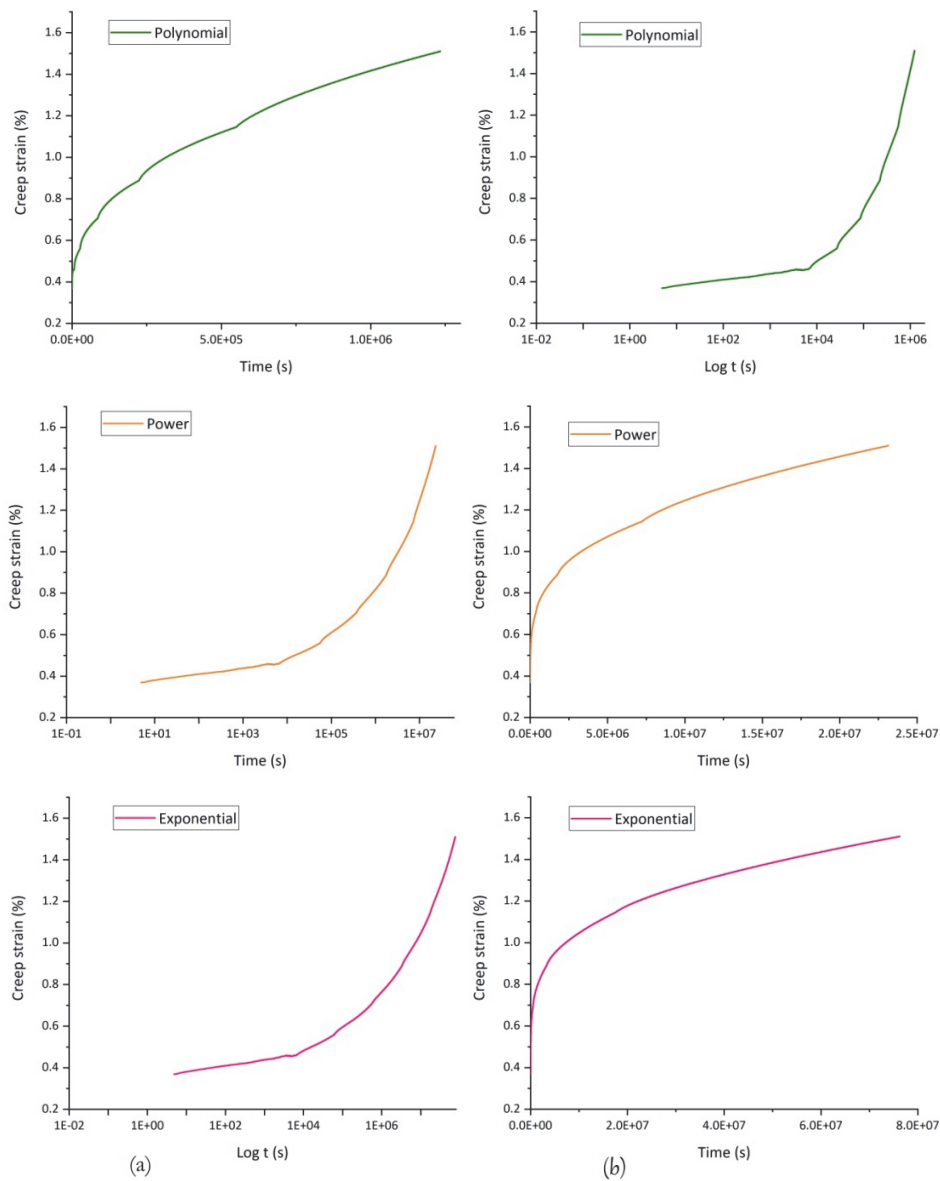 Polynomial
Creep strain (%)
1.6
1.4
1.2
1.0
0.8
0.6
0.4
0.2
0.0E+00 5.0E+05 1.0E+06
Time (s)
Polynomial
Creep strain (%)
1.6
1.4
1.2
1.0
0.8
0.6
0.4
0.2
1E-02 1E+00 1E+02 1E+04 1E+06
Log t (s)
Power
Creep strain (%)
1.6
1.4
1.2
1.0
0.8
0.6
0.4
0.2
1E-01 1E+01 1E+03 1E+05 1E+07
Time (s)
Power
Creep strain (%)
1.6
1.4
1.2
1.0
0.8
0.6
0.4
0.2
0.0E+00 5.0E+06 1.0E+07 1.5E+07 2.0E+07 2.5E+07
Time (s)
Exponential
Creep strain (%)
1.6
1.4
1.2
1.0
0.8
0.6
0.4
0.2
1E-02 1E+00 1E+02 1E+04 1E+06
Log t (s)
Exponential
Creep strain (%)
1.6
1.4
1.2
1.0
0.8
0.6
0.4
0.2
0.0E+00 2.0E+07 4.0E+07 6.0E+07 8.0E+07
Time (s)
(a) (b)